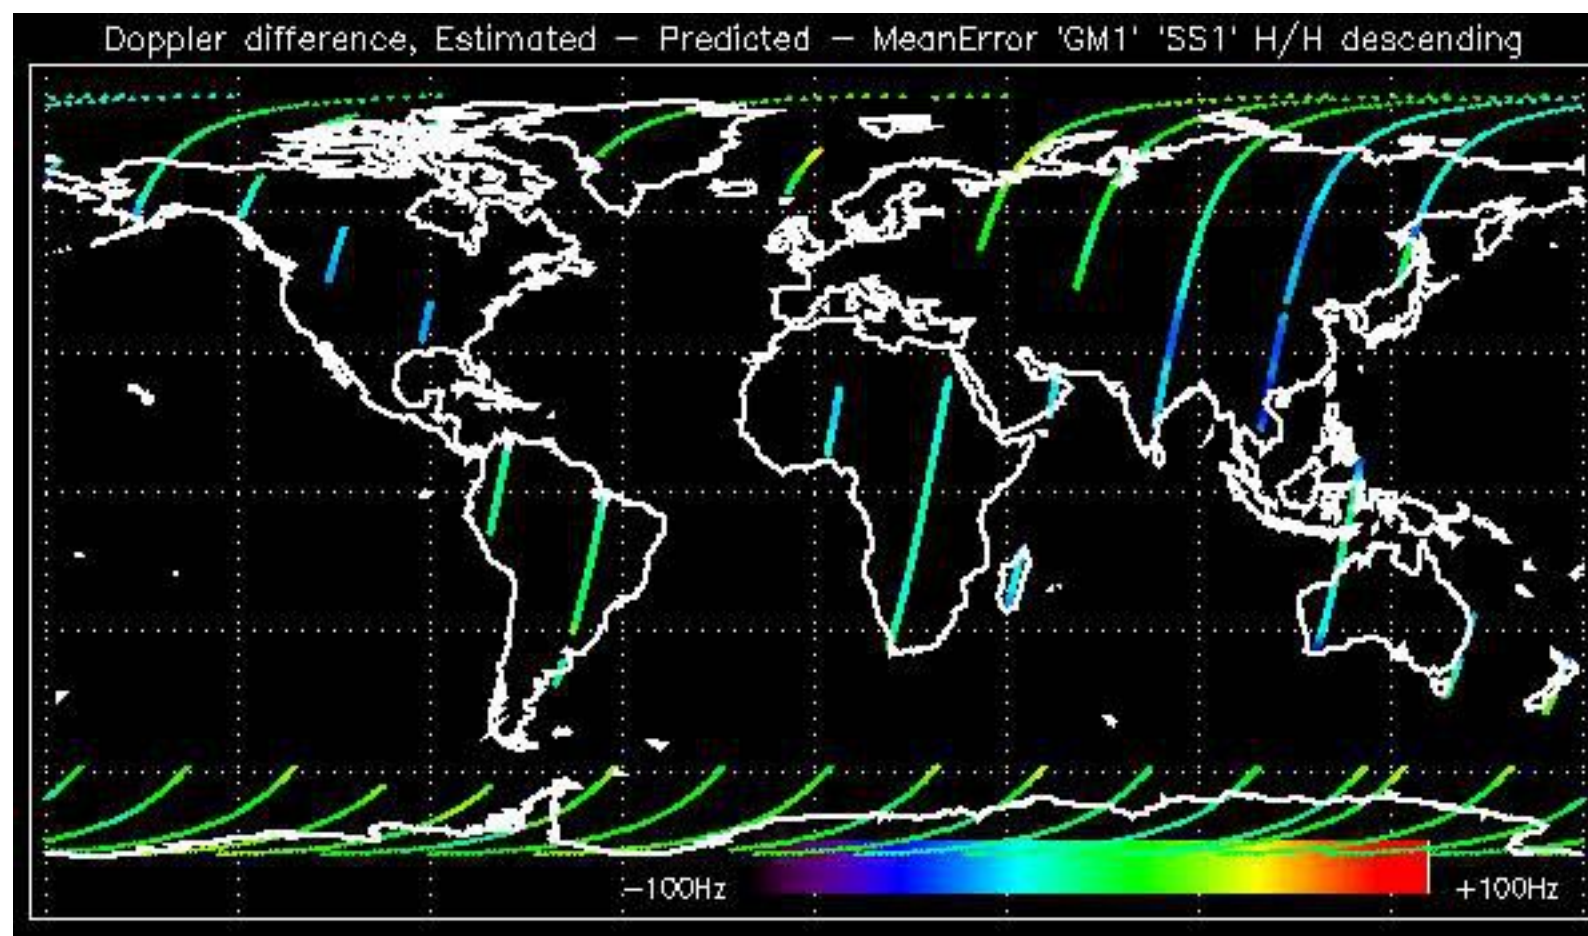 Doppler difference, Estimated — Predicted — MeanError 'GM1' 'SS1' H/H descending
—100Hz
+100Hz